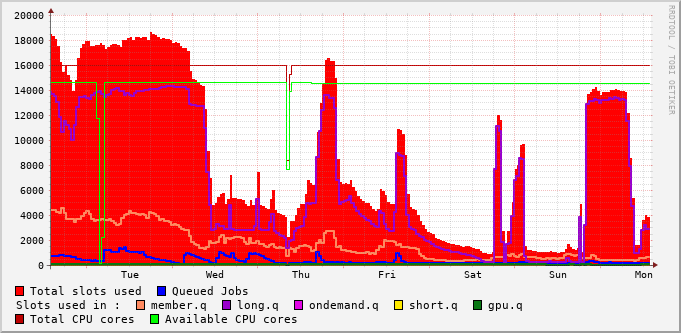 20000
18000
16000
14000
12000
10000
8000
6000
4000
2000
0
RRDTOOL / TOBI OETIKER
Tue Wed Thu Fri Sat Sun Mon
Total slots used Queued Jobs
Slots used in : member.q long.q ondemand.q short.q gpu.q
Total CPU cores Available CPU cores